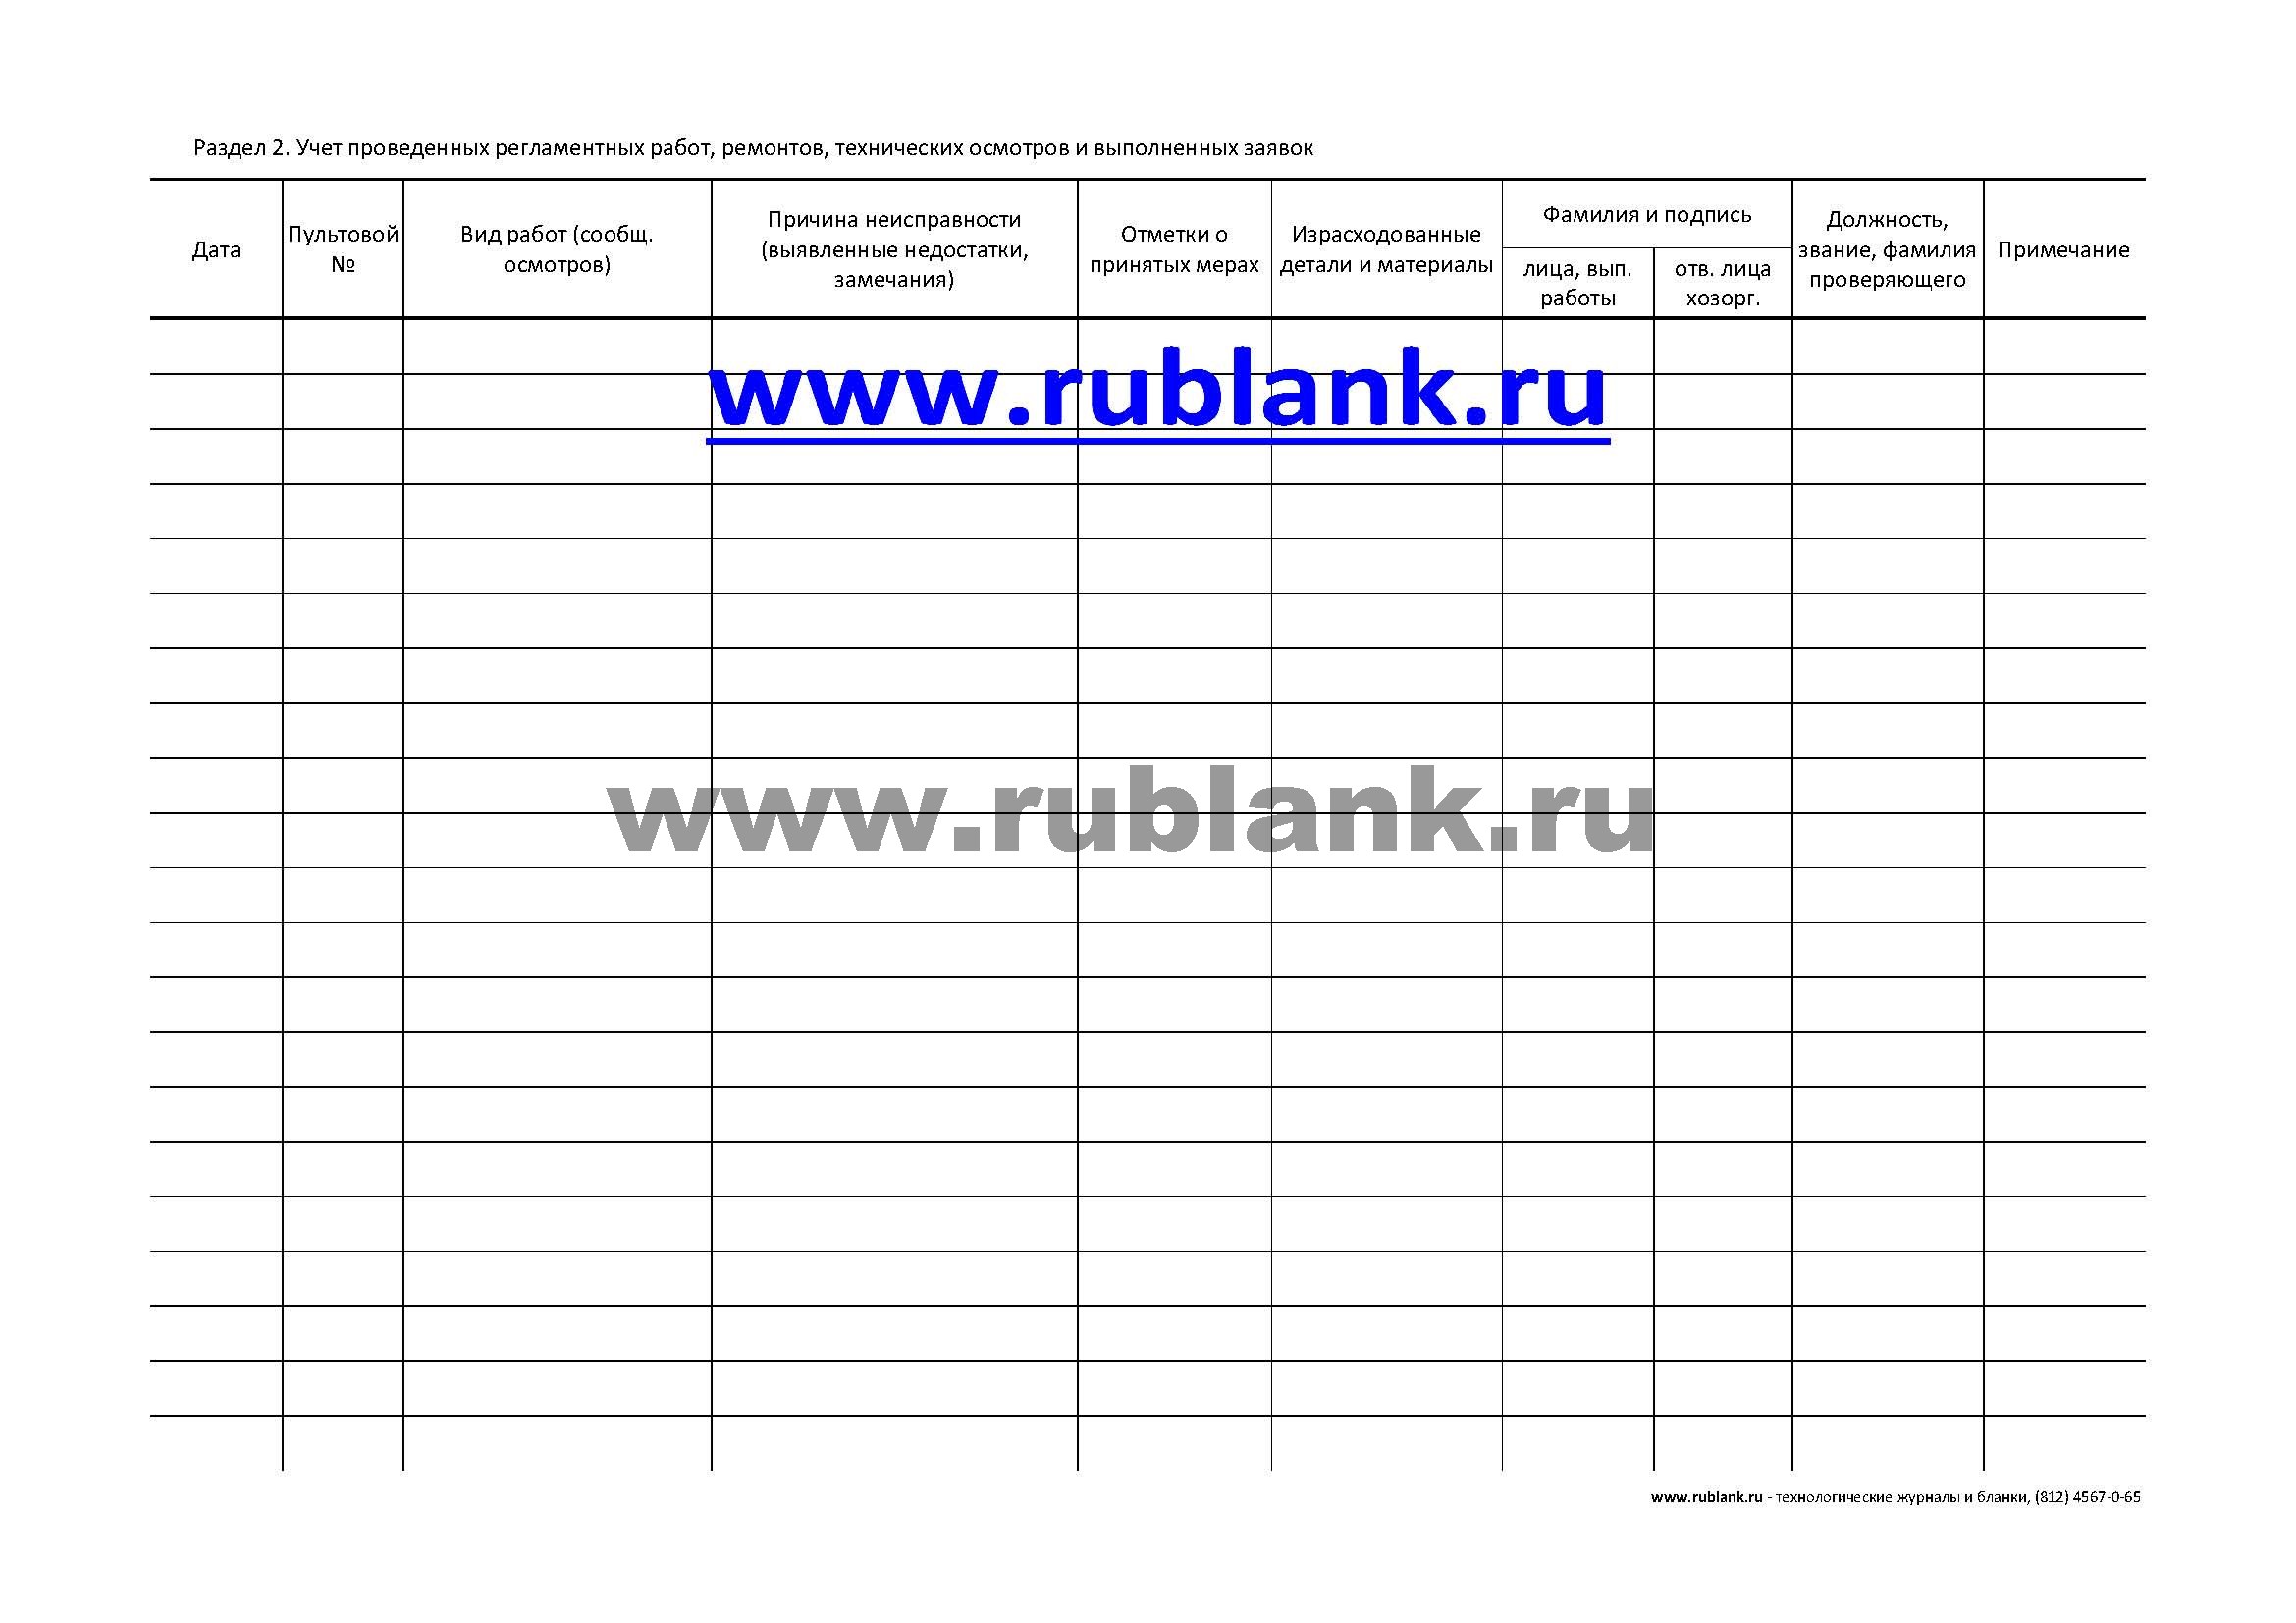 Раздел 2. Учет проведенных регламентных работ, ремонтов, технических осмотров и выполненных заявок
Дата
Пультовой
№
Вид работ (сообщ.
осмотров)
Причина неисправности
(выявленные недостатки,
замечания)
Отметки о
принятых мерах
Израсходованные
детали и материалы
Фамилия и подпись
лица, вып.
работы
отв. лица
хозорг.
Должность,
звание, фамилия
проверяющего
Примечание
www.rublank.ru
www.rublank.ru
www.rublank.ru - технологические журналы и бланки, (812) 4567-0-65